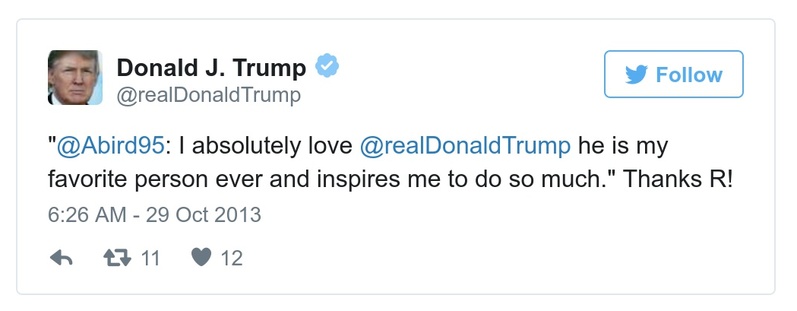 Donald J. Trump
@realDonaldTrump
Follow
"@Abird95: I absolutely love @realDonaldTrump he is my
favorite person ever and inspires me to do so much." Thanks R!
6:26 AM - 29 Oct 2013
11 12